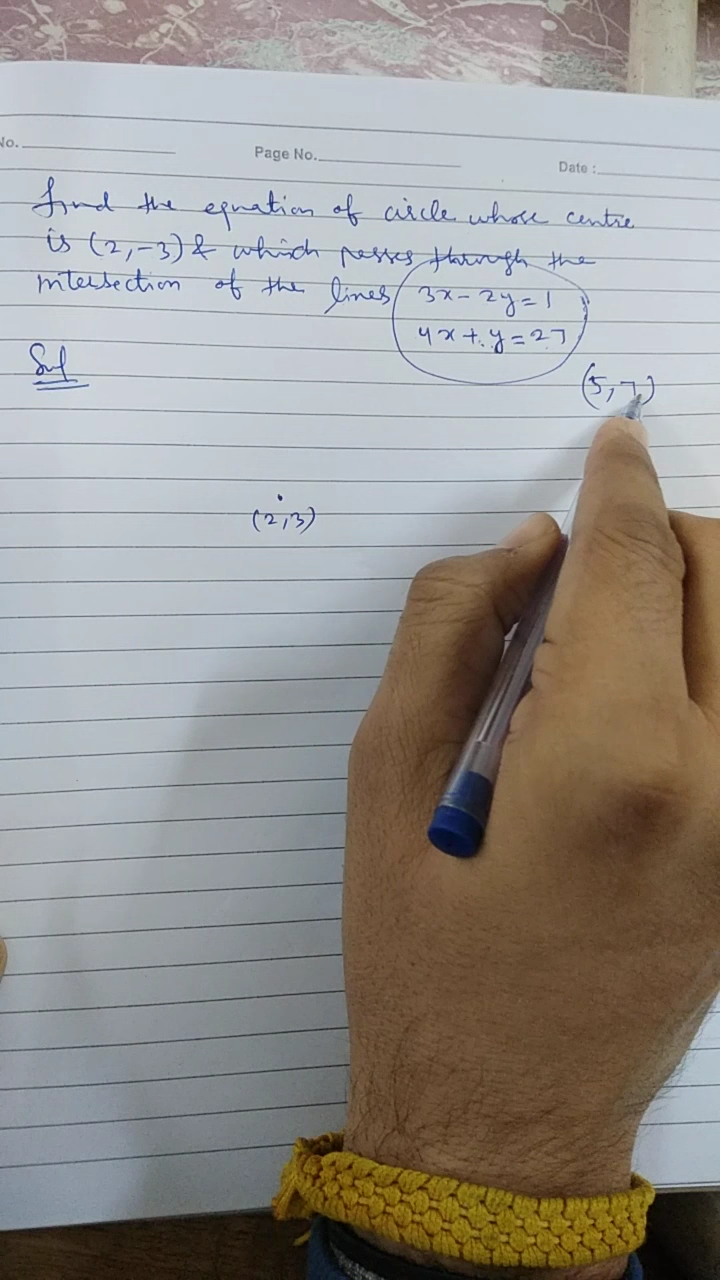 No.
Page No.
Date :
find the equation of circle whose centre
is (2,-3) & which passes through the
intersection of the lines 3x-2y=1
4x+y=27
Sol
(5,7)
(2,3)